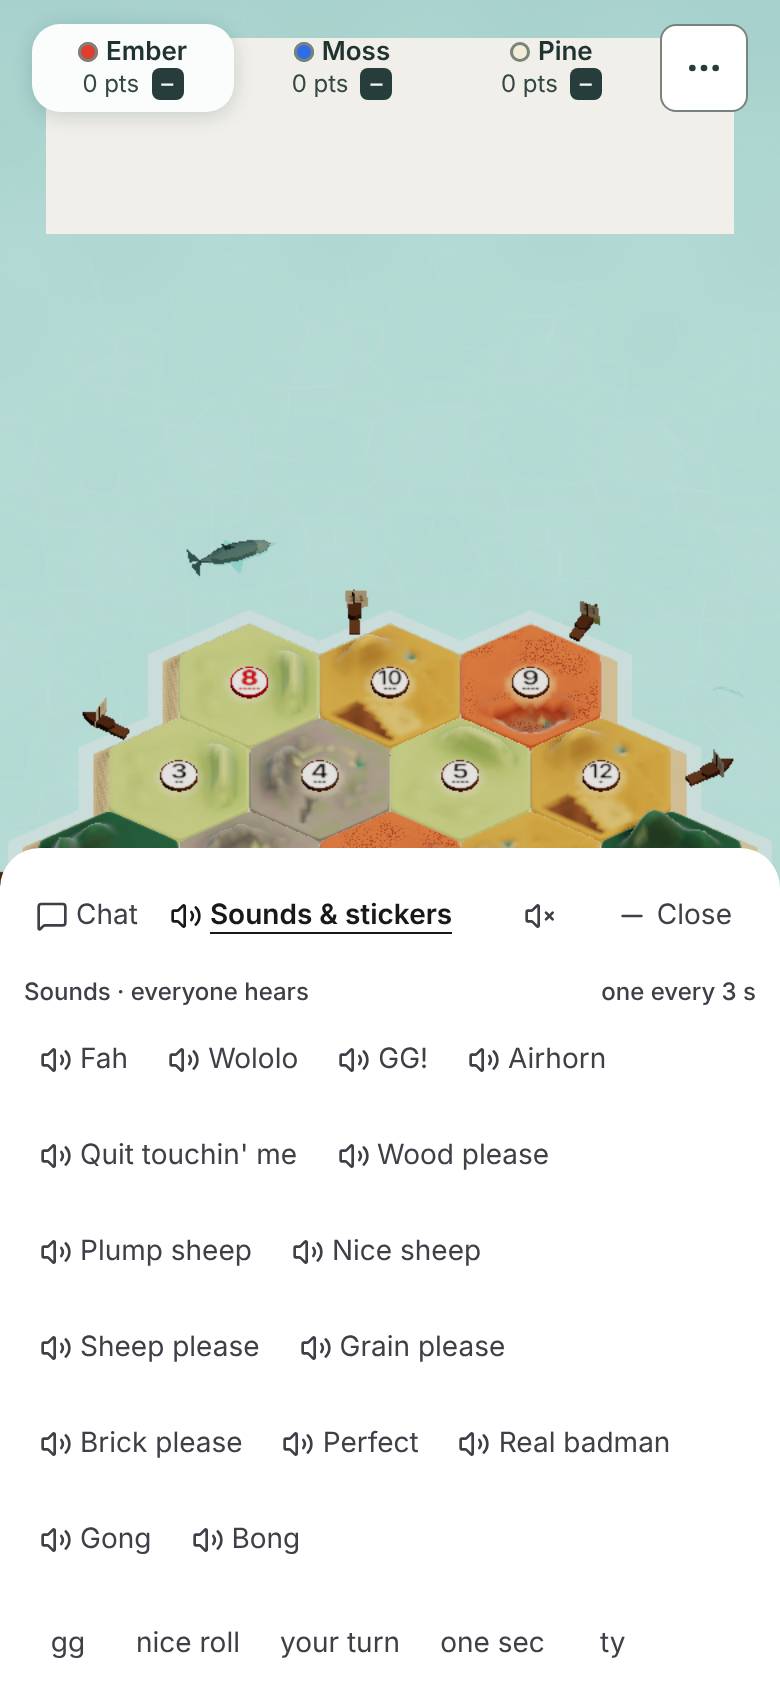 Ember Moss Pine
0 pts – 0 pts – 0 pts –
8 10 9
3 4 5 12
Chat Sounds & stickers Close
Sounds · everyone hears one every 3 s
Fah Wololo GG! Airhorn
Quit touchin' me Wood please
Plump sheep Nice sheep
Sheep please Grain please
Brick please Perfect Real badman
Gong Bong
gg nice roll your turn one sec ty